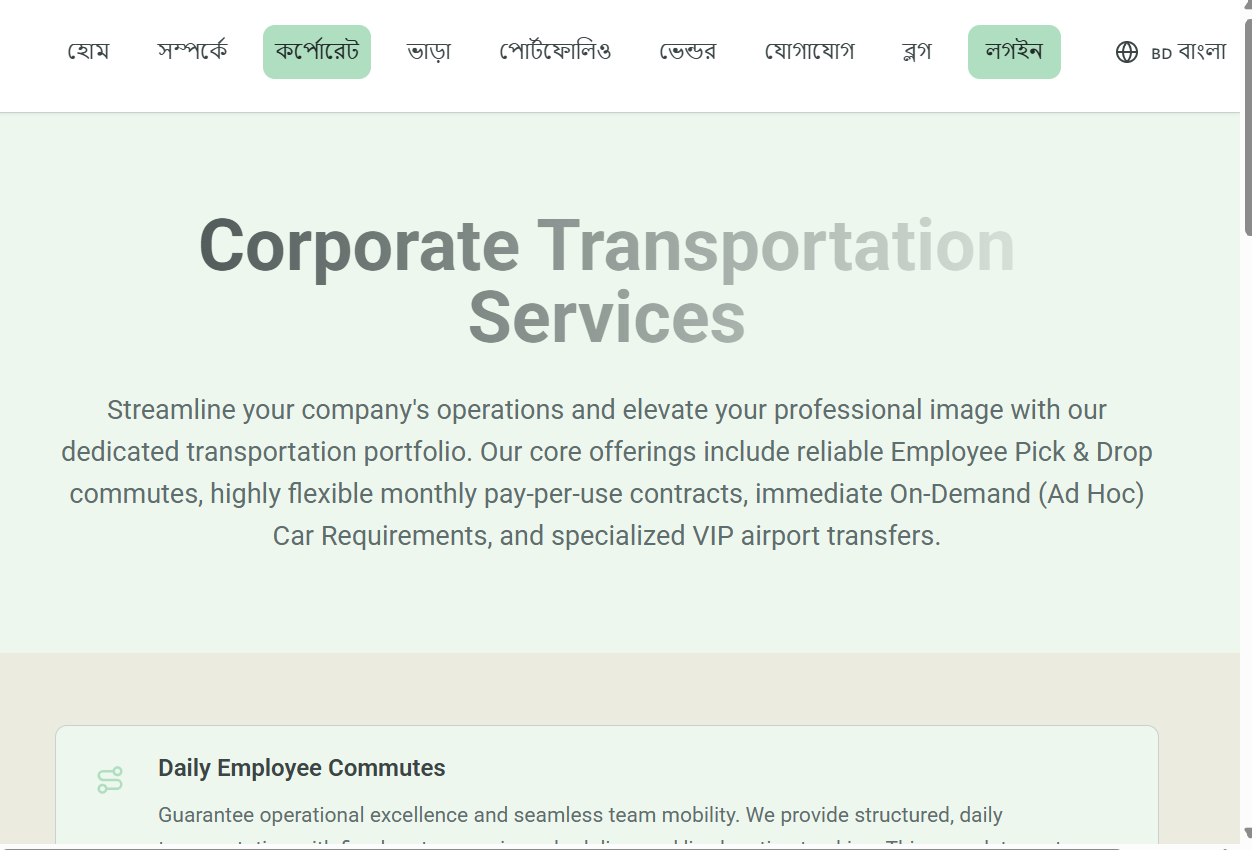 হোম সম্পর্কে কর্পোরেট ভাড়া পোর্টফোলিও ভেন্ডর যোগাযোগ ব্লগ লগইন BD বাংলা
Corporate Transportation
Services
Streamline your company's operations and elevate your professional image with our
dedicated transportation portfolio. Our core offerings include reliable Employee Pick & Drop
commutes, highly flexible monthly pay-per-use contracts, immediate On-Demand (Ad Hoc)
Car Requirements, and specialized VIP airport transfers.
Daily Employee Commutes
Guarantee operational excellence and seamless team mobility. We provide structured, daily